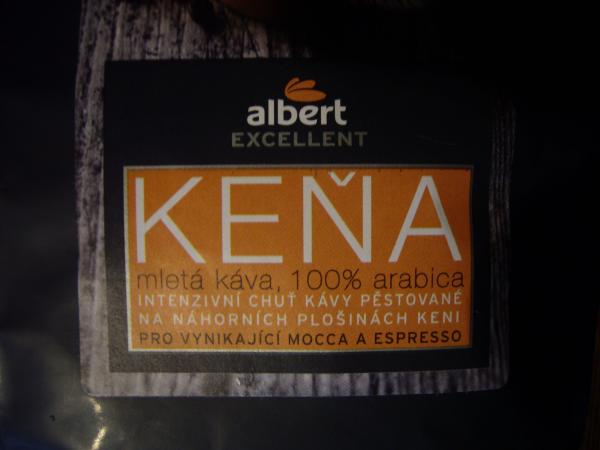 albert
EXCELLENT
KEŇA
mletá káva, 100% arabica
INTENZIVNÍ CHUŤ KÁVY PĚSTOVANÉ
NA NÁHORNÍCH PLOŠINÁCH KENI
PRO VYNIKAJÍCÍ MOCCA A ESPRESSO